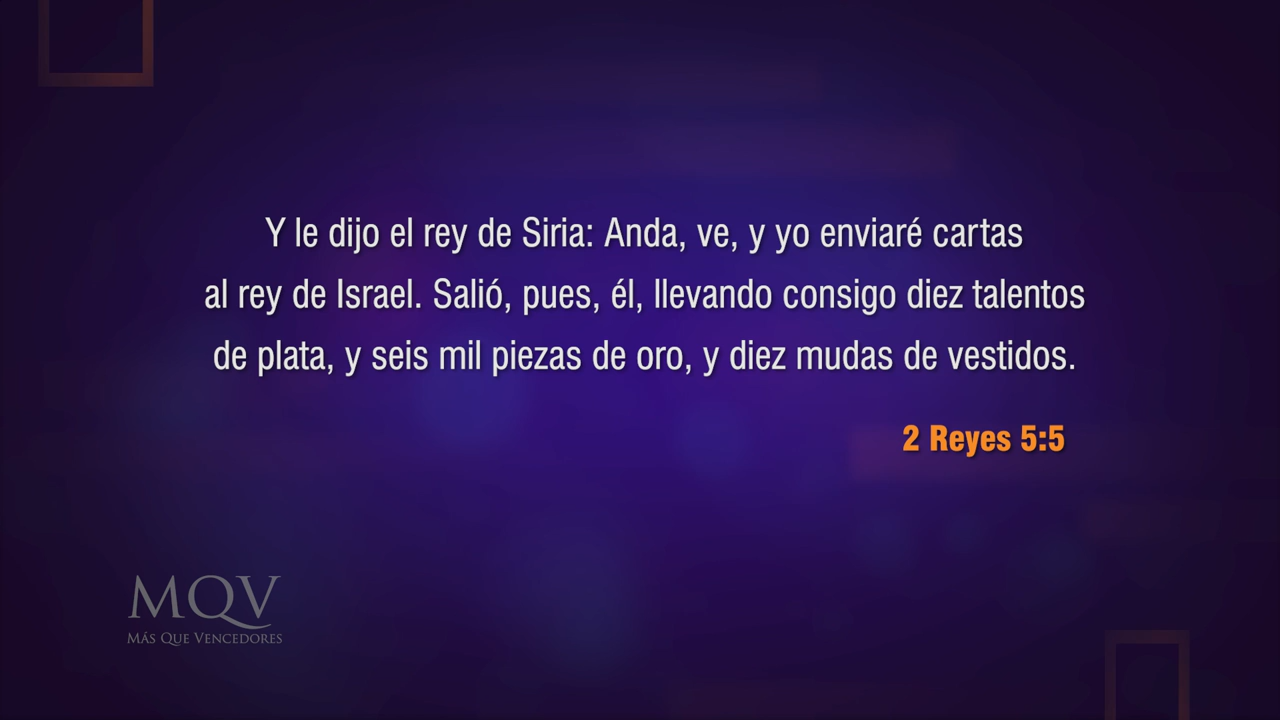 Y le dijo el rey de Siria: Anda, ve, y yo enviaré cartas
al rey de Israel. Salió, pues, él, llevando consigo diez talentos
de plata, y seis mil piezas de oro, y diez mudas de vestidos.
2 Reyes 5:5
MQV
MÁS QUE VENCEDORES